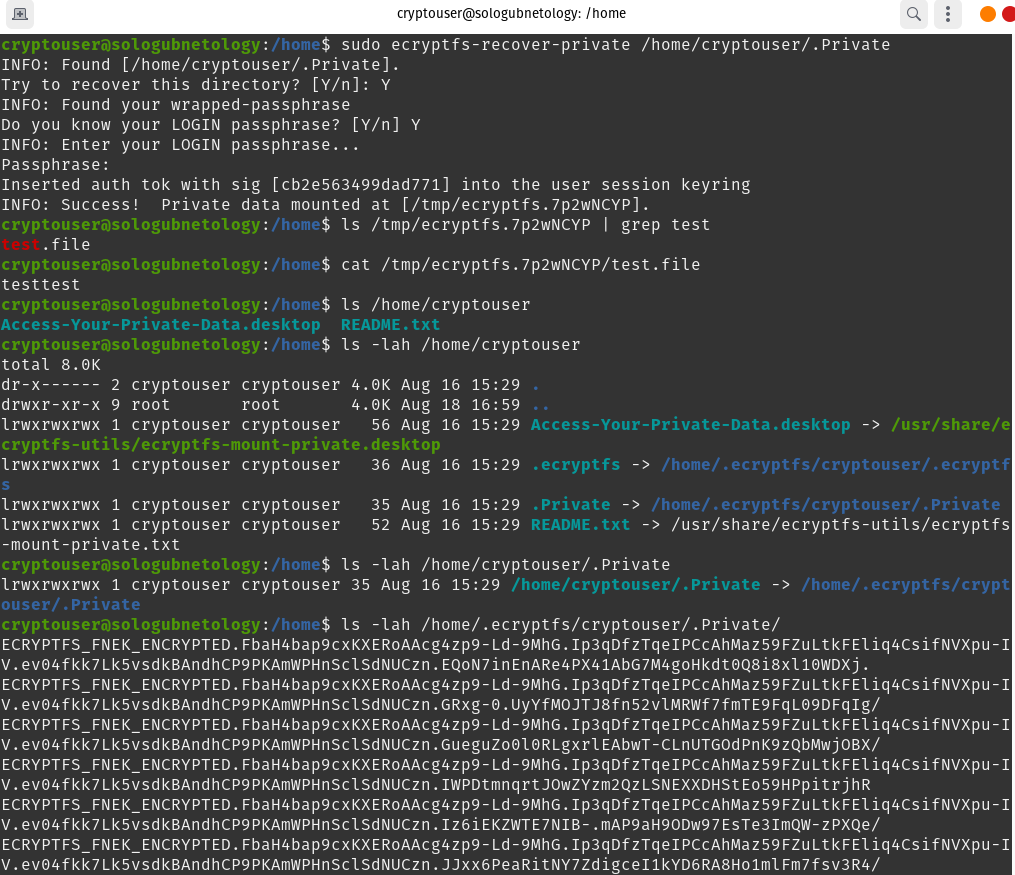 cryptouser@sologubnetology: /home
cryptouser@sologubnetology:/home$ sudo ecryptfs-recover-private /home/cryptouser/.Private
INFO: Found [/home/cryptouser/.Private].
Try to recover this directory? [Y/n]: Y
INFO: Found your wrapped-passphrase
Do you know your LOGIN passphrase? [Y/n] Y
INFO: Enter your LOGIN passphrase...
Passphrase:
Inserted auth tok with sig [cb2e563499dad771] into the user session keyring
INFO: Success!  Private data mounted at [/tmp/ecryptfs.7p2wNCYP].
cryptouser@sologubnetology:/home$ ls /tmp/ecryptfs.7p2wNCYP | grep test
test.file
cryptouser@sologubnetology:/home$ cat /tmp/ecryptfs.7p2wNCYP/test.file
testtest
cryptouser@sologubnetology:/home$ ls /home/cryptouser
Access-Your-Private-Data.desktop  README.txt
cryptouser@sologubnetology:/home$ ls -lah /home/cryptouser
total 8.0K
dr-x------ 2 cryptouser cryptouser 4.0K Aug 16 15:29 .
drwxr-xr-x 9 root       root       4.0K Aug 18 16:59 ..
lrwxrwxrwx 1 cryptouser cryptouser   56 Aug 16 15:29 Access-Your-Private-Data.desktop -> /usr/share/e
cryptfs-utils/ecryptfs-mount-private.desktop
lrwxrwxrwx 1 cryptouser cryptouser   36 Aug 16 15:29 .ecryptfs -> /home/.ecryptfs/cryptouser/.ecryptf
s
lrwxrwxrwx 1 cryptouser cryptouser   35 Aug 16 15:29 .Private -> /home/.ecryptfs/cryptouser/.Private
lrwxrwxrwx 1 cryptouser cryptouser   52 Aug 16 15:29 README.txt -> /usr/share/ecryptfs-utils/ecryptfs
-mount-private.txt
cryptouser@sologubnetology:/home$ ls -lah /home/cryptouser/.Private
lrwxrwxrwx 1 cryptouser cryptouser 35 Aug 16 15:29 /home/cryptouser/.Private -> /home/.ecryptfs/crypt
ouser/.Private
cryptouser@sologubnetology:/home$ ls -lah /home/.ecryptfs/cryptouser/.Private/
ECRYPTFS_FNEK_ENCRYPTED.FbaH4bap9cxKXERoAAcg4zp9-Ld-9MhG.Ip3qDfzTqeIPCcAhMaz59FZuLtkFEliq4CsifNVXpu-I
V.ev04fkk7Lk5vsdkBAndhCP9PKAmWPHnSclSdNUCzn.EQoN7inEnARe4PX41AbG7M4goHkdt0Q8i8xl10WDXj.
ECRYPTFS_FNEK_ENCRYPTED.FbaH4bap9cxKXERoAAcg4zp9-Ld-9MhG.Ip3qDfzTqeIPCcAhMaz59FZuLtkFEliq4CsifNVXpu-I
V.ev04fkk7Lk5vsdkBAndhCP9PKAmWPHnSclSdNUCzn.GRxg-0.UyYfMOJTJ8fn52vlMRWf7fmTE9FqL09DFqIg/
ECRYPTFS_FNEK_ENCRYPTED.FbaH4bap9cxKXERoAAcg4zp9-Ld-9MhG.Ip3qDfzTqeIPCcAhMaz59FZuLtkFEliq4CsifNVXpu-I
V.ev04fkk7Lk5vsdkBAndhCP9PKAmWPHnSclSdNUCzn.GueguZo0l0RLgxrlEAbwT-CLnUTGOdPnK9zQbMwjOBX/
ECRYPTFS_FNEK_ENCRYPTED.FbaH4bap9cxKXERoAAcg4zp9-Ld-9MhG.Ip3qDfzTqeIPCcAhMaz59FZuLtkFEliq4CsifNVXpu-I
V.ev04fkk7Lk5vsdkBAndhCP9PKAmWPHnSclSdNUCzn.IWPDtmnqrtJOwZYzm2QzLSNEXXDHStEo59HPpitrjhR
ECRYPTFS_FNEK_ENCRYPTED.FbaH4bap9cxKXERoAAcg4zp9-Ld-9MhG.Ip3qDfzTqeIPCcAhMaz59FZuLtkFEliq4CsifNVXpu-I
V.ev04fkk7Lk5vsdkBAndhCP9PKAmWPHnSclSdNUCzn.Iz6iEKZWTE7NIB-.mAP9aH9ODw97EsTe3ImQW-zPXQe/
ECRYPTFS_FNEK_ENCRYPTED.FbaH4bap9cxKXERoAAcg4zp9-Ld-9MhG.Ip3qDfzTqeIPCcAhMaz59FZuLtkFEliq4CsifNVXpu-I
V.ev04fkk7Lk5vsdkBAndhCP9PKAmWPHnSclSdNUCzn.JJxx6PeaRitNY7ZdigceI1kYD6RA8Ho1mlFm7fsv3R4/